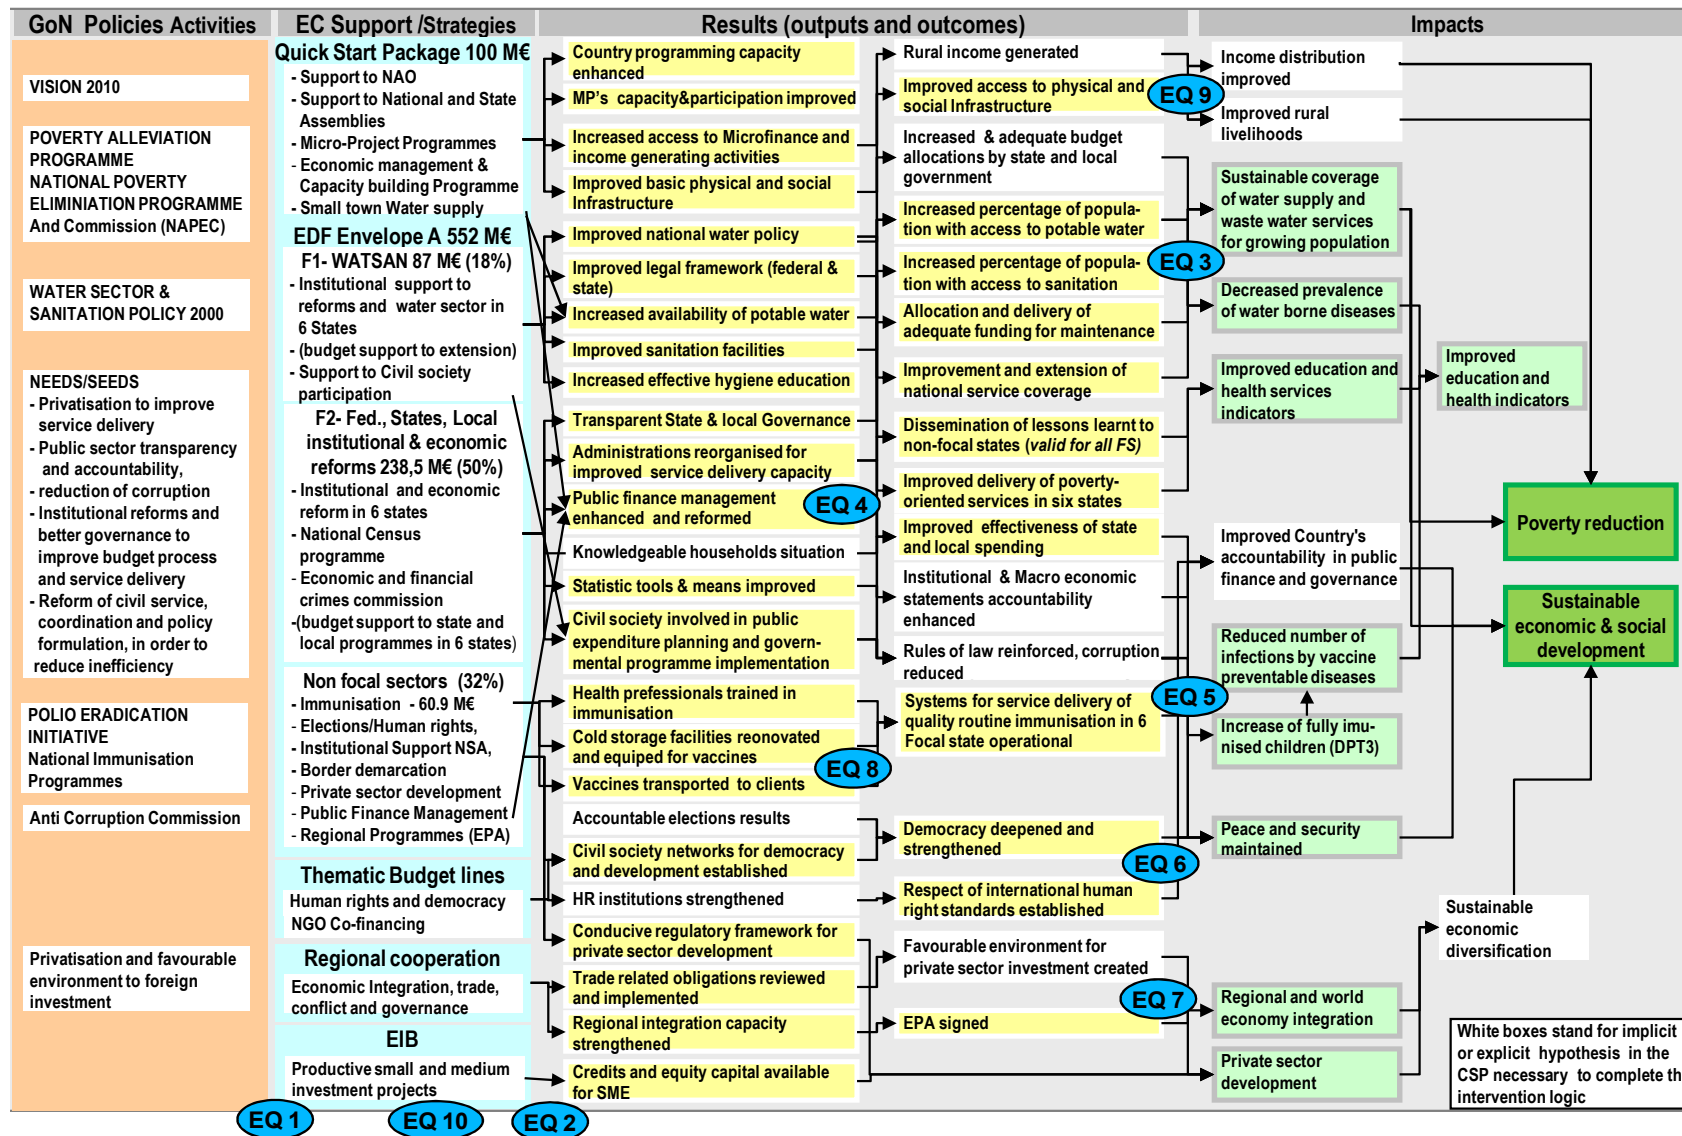 GoN Policies Activities
EC Support /Strategies
Results (outputs and outcomes)
Impacts
VISION 2010
POVERTY ALLEVIATION
PROGRAMME
NATIONAL POVERTY
ELIMINIATION PROGRAMME
And Commission (NAPEC)
WATER SECTOR &
SANITATION POLICY 2000
NEEDS/SEEDS
- Privatisation to improve
service delivery
- Public sector transparency
and accountability,
- reduction of corruption
- Institutional reforms and
better governance to
improve budget process
and service delivery
- Reform of civil service,
coordination and policy
formulation, in order to
reduce inefficiency
POLIO ERADICATION
INITIATIVE
National Immunisation
Programmes
Anti Corruption Commission
Privatisation and favourable
environment to foreign
investment
Quick Start Package 100 M€
- Support to NAO
- Support to National and State
Assemblies
- Micro-Project Programmes
- Economic management &
Capacity building Programme
- Small town Water supply
EDF Envelope A 552 M€
F1- WATSAN 87 M€ (18%)
- Institutional support to
reforms and water sector in
6 States
- (budget support to extension)
- Support to Civil society
participation
F2- Fed., States, Local
institutional & economic
reforms 238,5 M€ (50%)
- Institutional and economic
reform in 6 states
- National Census
programme
- Economic and financial
crimes commission
-(budget support to state and
local programmes in 6 states)
Non focal sectors (32%)
- Immunisation - 60.9 M€
- Elections/Human rights,
- Institutional Support NSA,
- Border demarcation
- Private sector development
- Public Finance Management
- Regional Programmes (EPA)
Thematic Budget lines
Human rights and democracy
NGO Co-financing
Regional cooperation
Economic Integration, trade,
conflict and governance
EIB
Productive small and medium
investment projects
Country programming capacity
enhanced
MP's capacity&participation improved
Increased access to Microfinance and
income generating activities
Improved basic physical and social
Infrastructure
Improved national water policy
Improved legal framework (federal &
state)
Increased availability of potable water
Improved sanitation facilities
Increased effective hygiene education
Transparent State & local Governance
Administrations reorganised for
improved service delivery capacity
Public finance management
enhanced and reformed
Knowledgeable households situation
Statistic tools & means improved
Civil society involved in public
expenditure planning and govern-
mental programme implementation
Health prefessionals trained in
immunisation
Cold storage facilities reonovated
and equiped for vaccines
Vaccines transported to clients
Accountable elections results
Civil society networks for democracy
and development established
HR institutions strengthened
Conducive regulatory framework for
private sector development
Trade related obligations reviewed
and implemented
Regional integration capacity
strengthened
Credits and equity capital available
for SME
Rural income generated
Improved access to physical and
social Infrastructure
Increased & adequate budget
allocations by state and local
government
Increased percentage of popula-
tion with access to potable water
Increased percentage of popula-
tion with access to sanitation
Allocation and delivery of
adequate funding for maintenance
Improvement and extension of
national service coverage
Dissemination of lessons learnt to
non-focal states (valid for all FS)
Improved delivery of poverty-
oriented services in six states
Improved effectiveness of state
and local spending
Institutional & Macro economic
statements accountability
enhanced
Rules of law reinforced, corruption
reduced
Systems for service delivery of
quality routine immunisation in 6
Focal state operational
Democracy deepened and
strengthened
Respect of international human
right standards established
Favourable environment for
private sector investment created
EPA signed
Income distribution
improved
Improved rural
livelihoods
Sustainable coverage
of water supply and
waste water services
for growing population
Decreased prevalence
of water borne diseases
Improved education and
health services
indicators
Improved
education and
health indicators
Improved Country's
accountability in public
finance and governance
Reduced number of
infections by vaccine
preventable diseases
Increase of fully imu-
nised children (DPT3)
Peace and security
maintained
Sustainable
economic
diversification
Regional and world
economy integration
Private sector
development
Poverty reduction
Sustainable
economic & social
development
White boxes stand for implicit
or explicit hypothesis in the
CSP necessary to complete th
intervention logic
EQ 9
EQ 3
EQ 4
EQ 5
EQ 8
EQ 6
EQ 7
EQ 1
EQ 10
EQ 2